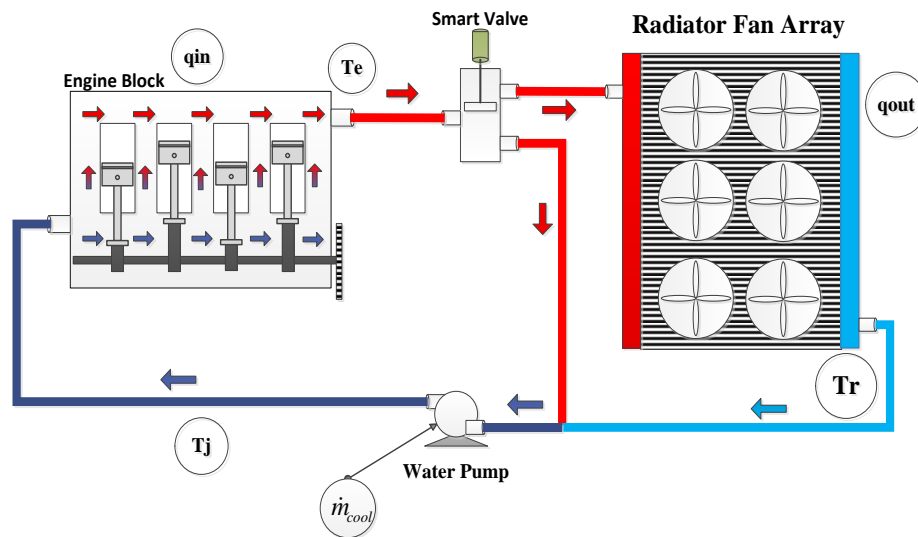 Smart Valve
Radiator Fan Array
qin
Te
Engine Block
qout
Tr
Tj
Water Pump
ṁcool